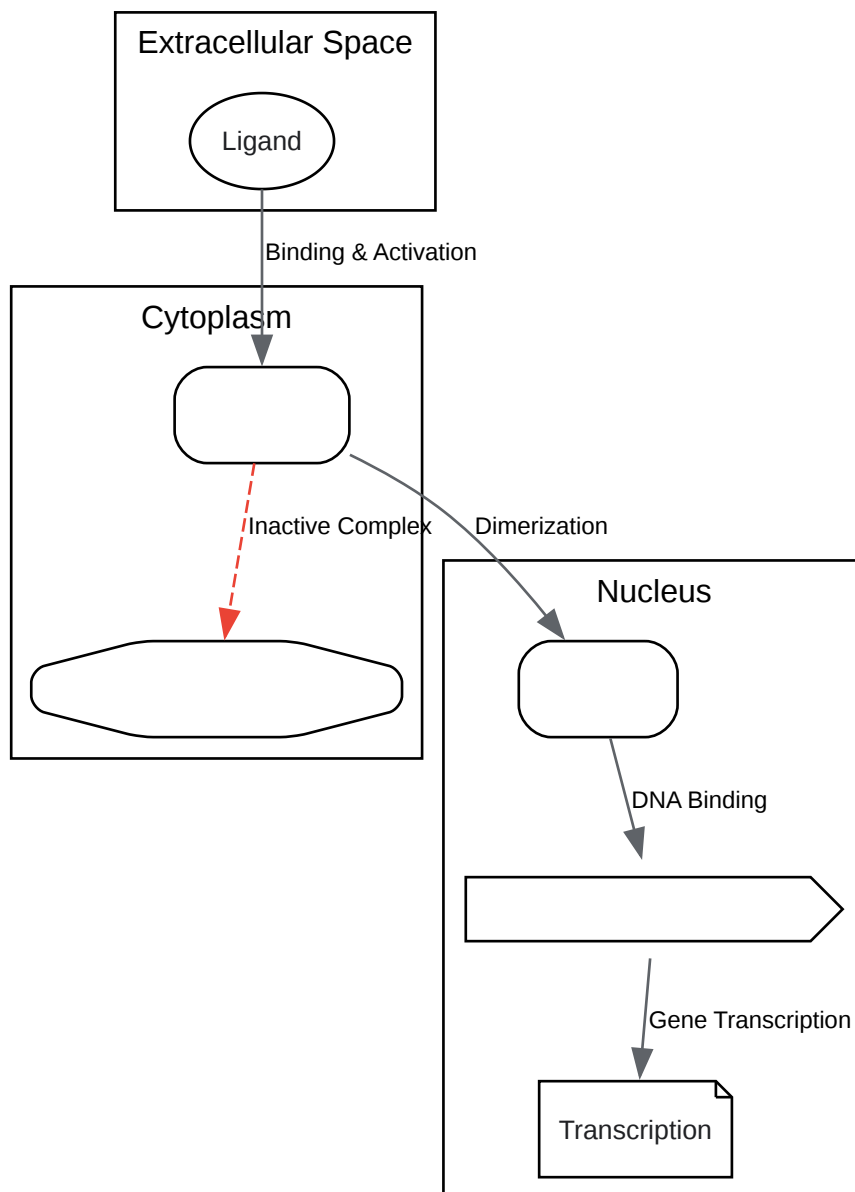 Extracellular Space
Ligand
Binding & Activation
Cytoplasm
Inactive Complex
Dimerization
Nucleus
DNA Binding
Gene Transcription
Transcription